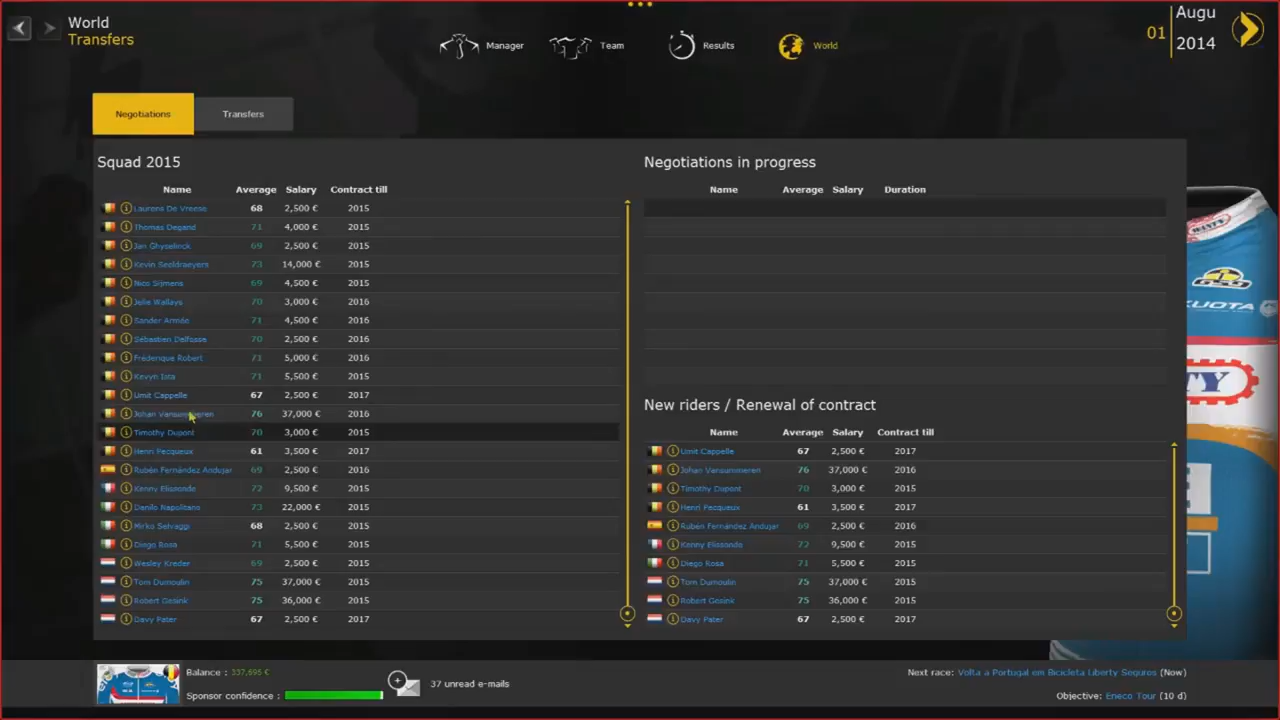 World
Transfers
Manager
Team
Results
World
01
Augu
2014
Negotiations
Transfers
Squad 2015
Name Average Salary Contract till
Laurens De Vreese 68 2,500 € 2015
Thomas Degand 71 4,000 € 2015
Jan Ghyselinck 69 2,500 € 2015
Kevin Seeldraeyers 73 14,000 € 2015
Nico Sijmens 69 4,500 € 2015
Jelle Wallays 70 3,000 € 2016
Sander Armée 71 4,500 € 2016
Sébastien Delfosse 70 2,500 € 2016
Fréderique Robert 71 5,000 € 2016
Kevyn Ista 71 5,500 € 2016
Umit Cappelle 67 2,500 € 2017
Johan Vansummeren 76 37,000 € 2016
Timothy Dupont 70 3,000 € 2015
Henri Pecqueux 61 3,500 € 2017
Rubén Fernández Andujar 69 2,500 € 2016
Kenny Elissonde 72 9,500 € 2015
Danilo Napolitano 73 22,000 € 2015
Mirko Selvaggi 68 2,500 € 2015
Diego Rosa 71 5,500 € 2015
Wesley Kreder 69 2,500 € 2015
Tom Dumoulin 75 37,000 € 2015
Robert Gesink 75 36,000 € 2015
Davy Pater 67 2,500 € 2017
Negotiations in progress
Name Average Salary Duration
New riders / Renewal of contract
Name Average Salary Contract till
Umit Cappelle 67 2,500 € 2017
Johan Vansummeren 76 37,000 € 2016
Timothy Dupont 70 3,000 € 2015
Henri Pecqueux 61 3,500 € 2017
Rubén Fernández Andujar 69 2,500 € 2016
Kenny Elissonde 72 9,500 € 2015
Diego Rosa 71 5,500 € 2015
Tom Dumoulin 75 37,000 € 2015
Robert Gesink 75 36,000 € 2015
Davy Pater 67 2,500 € 2017
KUOTA
Balance : 337,695 €
Sponsor confidence :
37 unread e-mails
Next race: Volta a Portugal em Bicicleta Liberty Seguros (Now)
Objective: Eneco Tour (10 d)